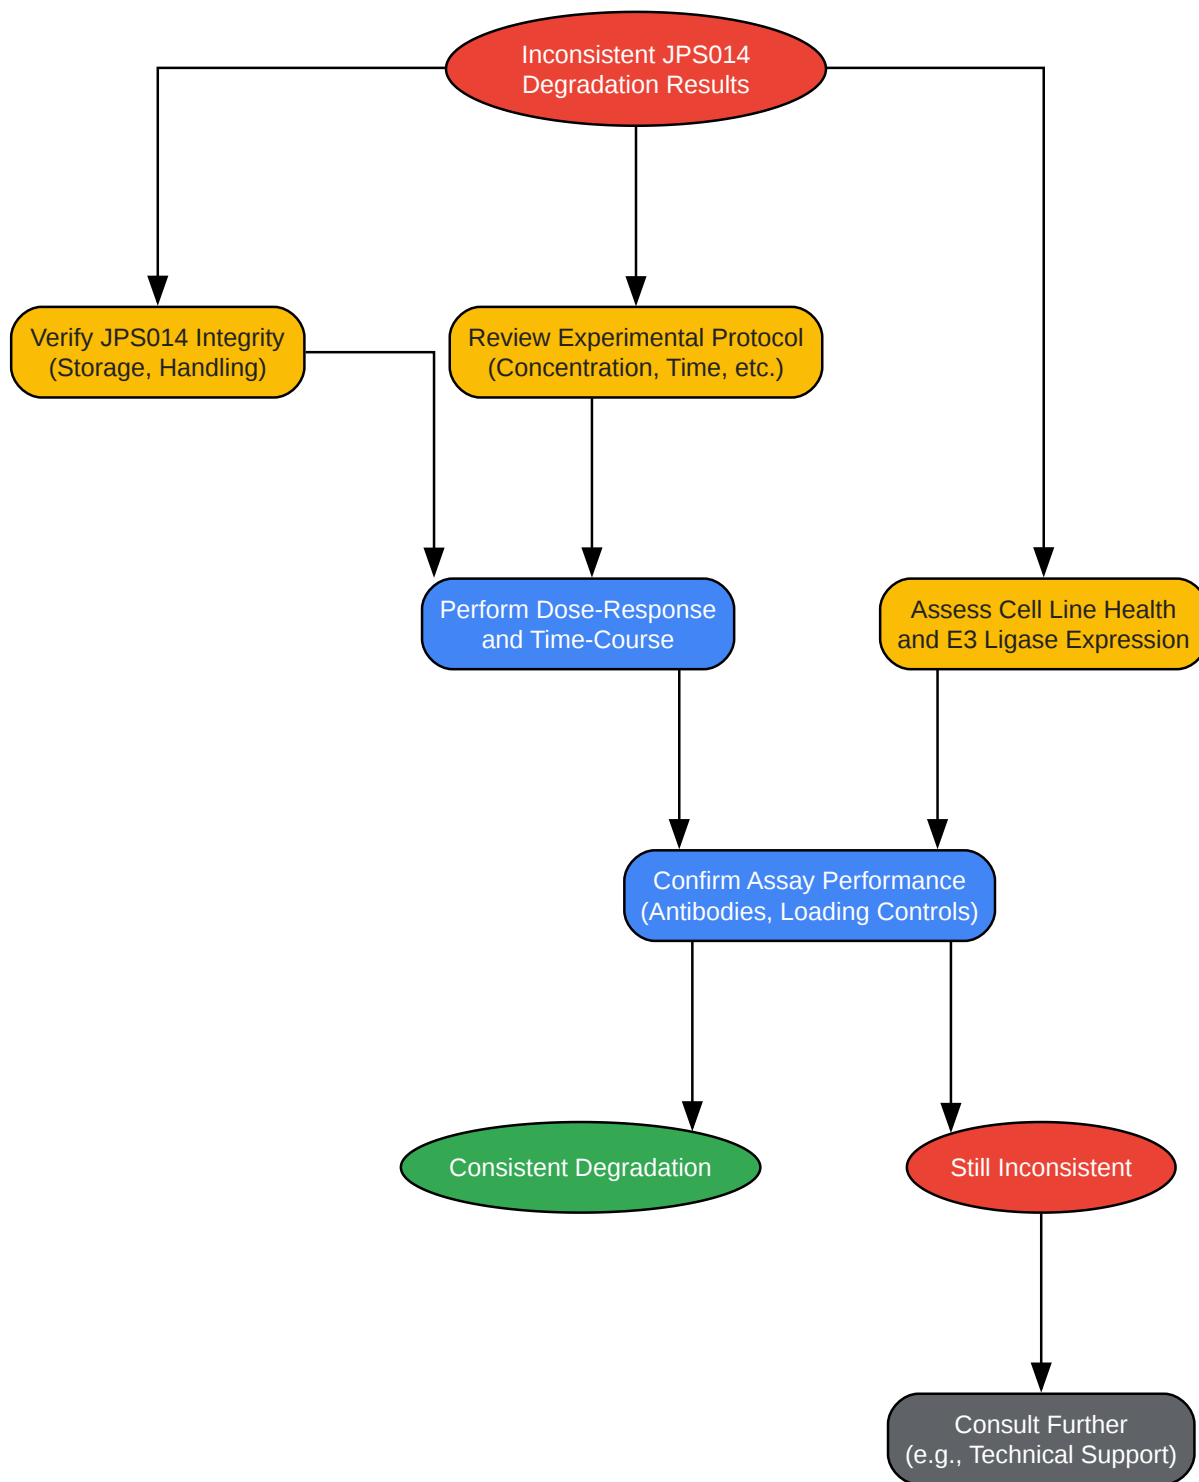 Inconsistent JPS014
Degradation Results
Verify JPS014 Integrity
(Storage, Handling)
Review Experimental Protocol
(Concentration, Time, etc.)
Perform Dose-Response
and Time-Course
Assess Cell Line Health
and E3 Ligase Expression
Confirm Assay Performance
(Antibodies, Loading Controls)
Consistent Degradation
Still Inconsistent
Consult Further
(e.g., Technical Support)